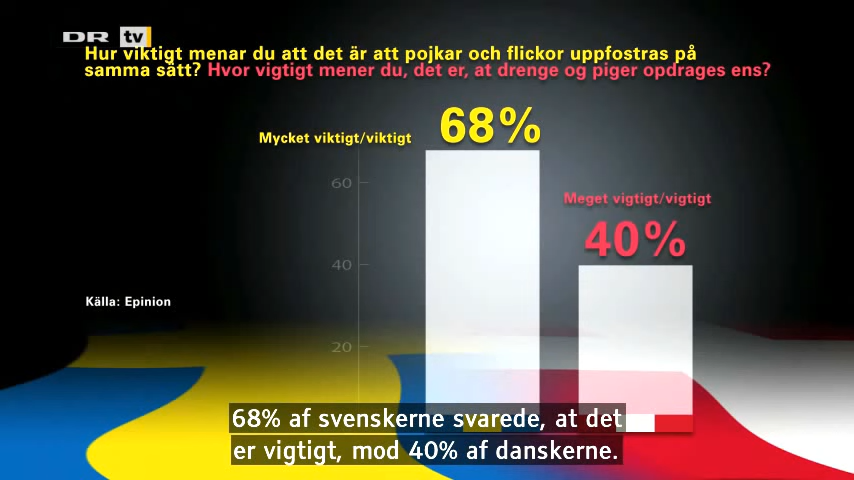 DR tv
Hur viktigt menar du att det är att pojkar och flickor uppfostras på
samma sätt? Hvor vigtigt mener du, det er, at drenge og piger opdrages ens?
68%
Mycket viktigt/viktigt
60
Meget vigtigt/vigtigt
40%
40
Källa: Epinion
20
68% af svenskerne svarede, at det
er vigtigt, mod 40% af danskerne.